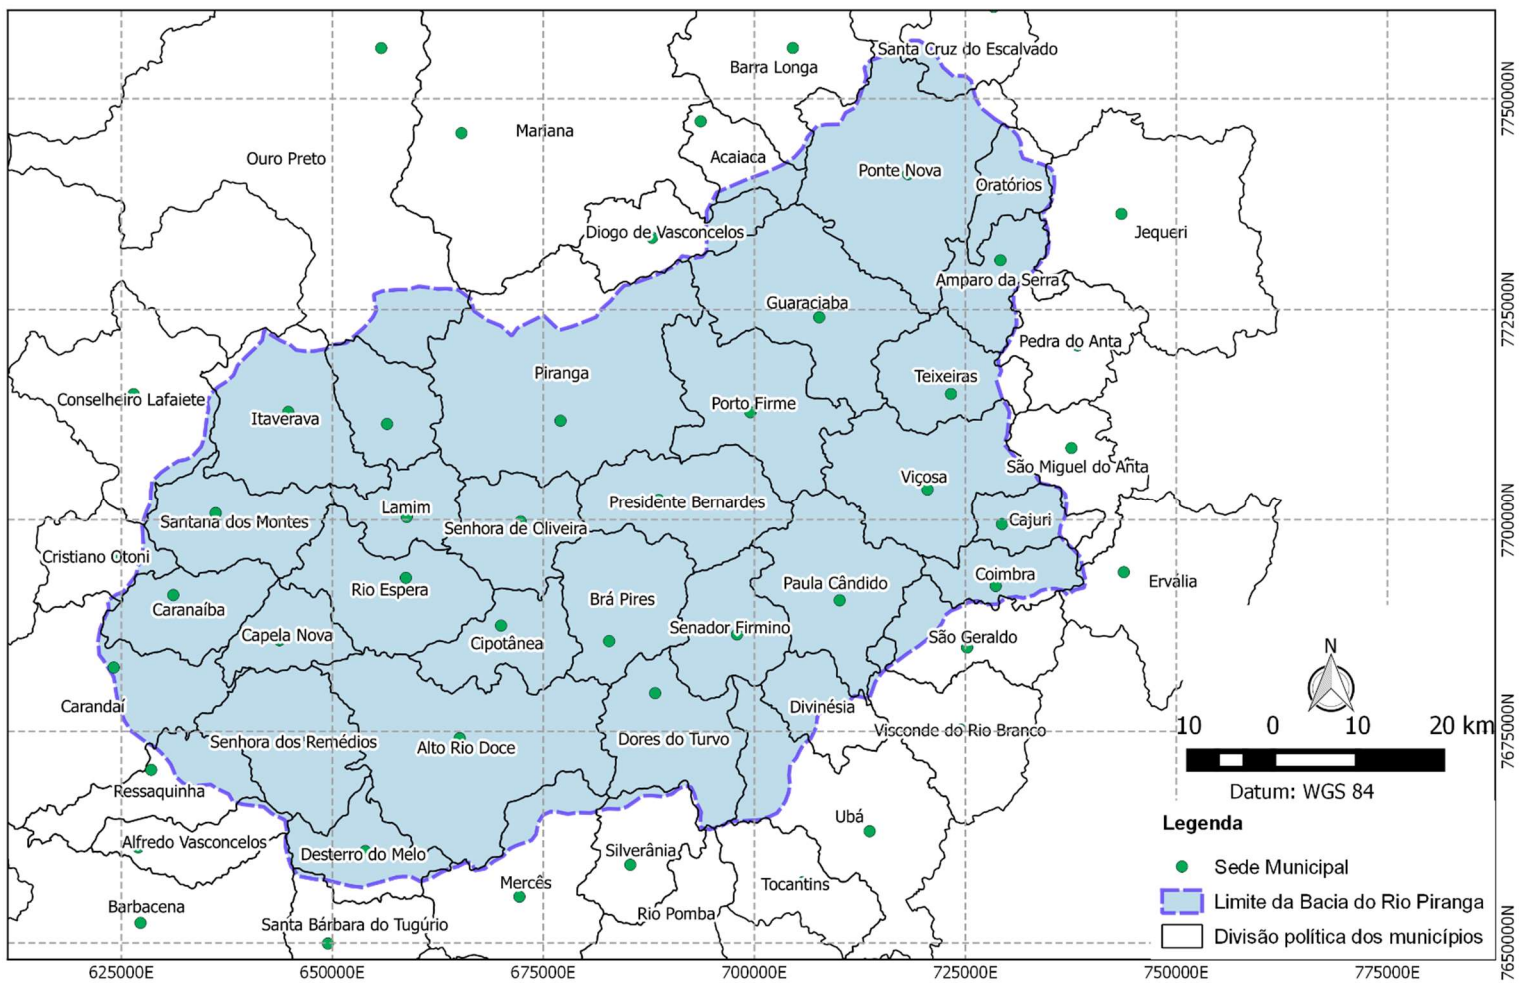 Santa Cruz do Escalvado
Barra Longa
Mariana
Ouro Preto
Acaiaca
Ponte Nova
Oratórios
Diogo de Vasconcelos
Jequeri
Amparo da Serra
Guaraciaba
Pedra do Anta
Piranga
Teixeiras
Conselheiro Lafaiete
Porto Firme
Itaverava
São Miguel do Anta
Viçosa
Presidente Bernardes
Lamim
Santana dos Montes
Senhora de Oliveira
Cajuri
Cristiano Otoni
Coimbra
Ervália
Paula Cândido
Rio Espera
Brá Pires
Caranaíba
Senador Firmino
Capela Nova
São Geraldo
Cipotânea
Carandaí
Divinésia
Visconde do Rio Branco
Dores do Turvo
Senhora dos Remédios
Alto Rio Doce
Ressaquinha
Ubá
Alfredo Vasconcelos
Silverânia
Desterro do Melo
Mercês
Tocantins
Barbacena
Rio Pomba
Santa Bárbara do Tugúrio
N
10 0 10 20 km
Datum: WGS 84
Legenda
Sede Municipal
Limite da Bacia do Rio Piranga
Divisão política dos municípios
7750000N
7725000N
7700000N
7675000N
7650000N
625000E 650000E 675000E 700000E 725000E 750000E 775000E